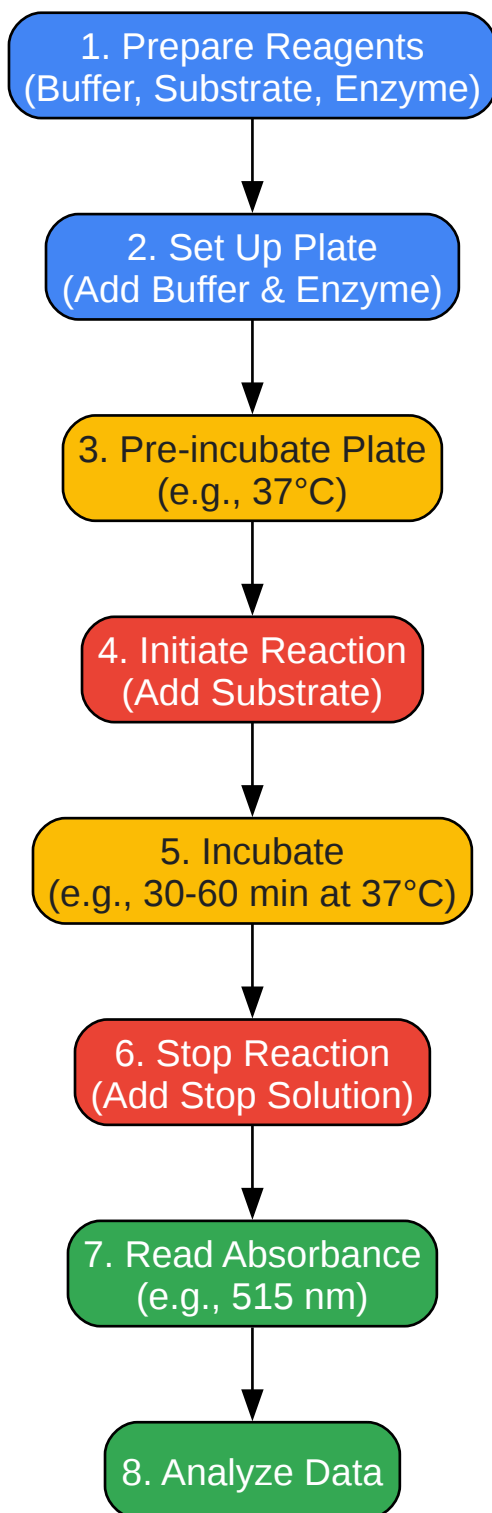 1. Prepare Reagents
(Buffer, Substrate, Enzyme)
2. Set Up Plate
(Add Buffer & Enzyme)
3. Pre-incubate Plate
(e.g., 37°C)
4. Initiate Reaction
(Add Substrate)
5. Incubate
(e.g., 30-60 min at 37°C)
6. Stop Reaction
(Add Stop Solution)
7. Read Absorbance
(e.g., 515 nm)
8. Analyze Data